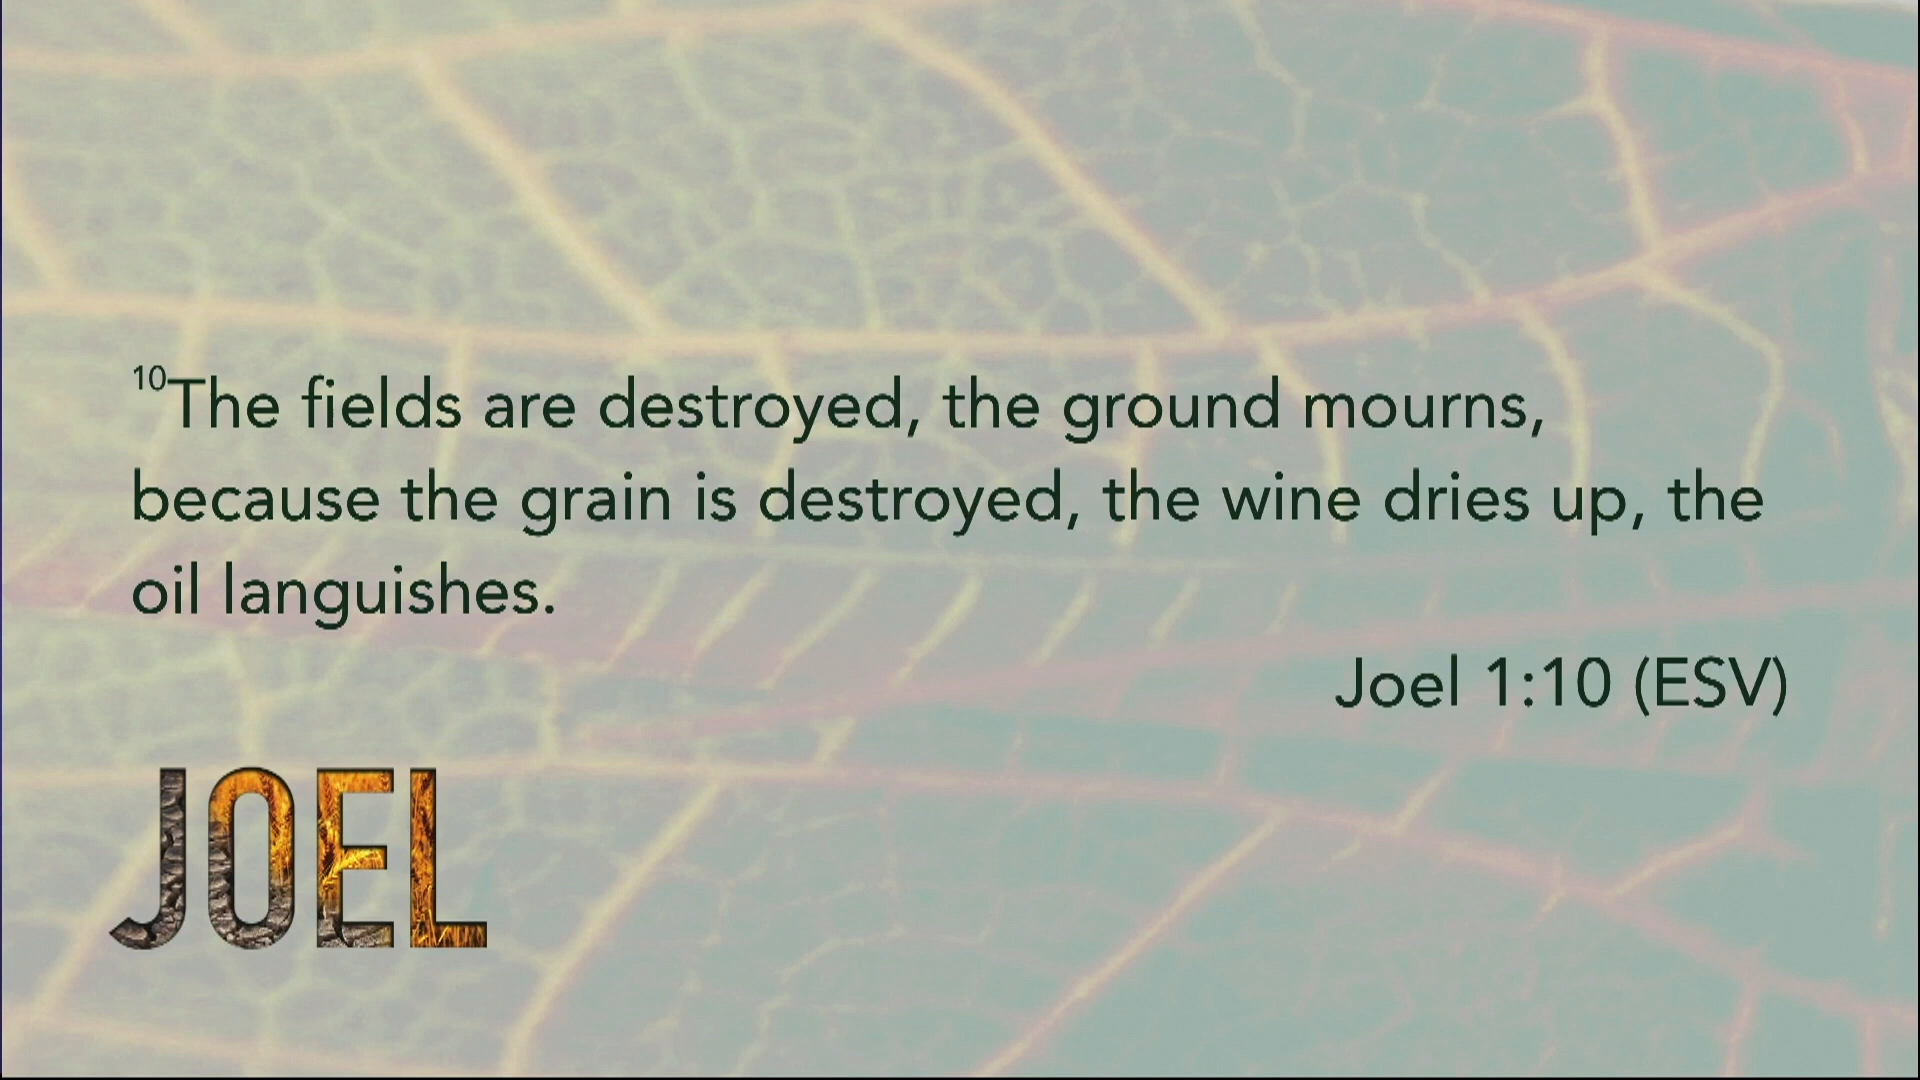 10The fields are destroyed, the ground mourns,
because the grain is destroyed, the wine dries up, the
oil languishes.
Joel 1:10 (ESV)
JOEL